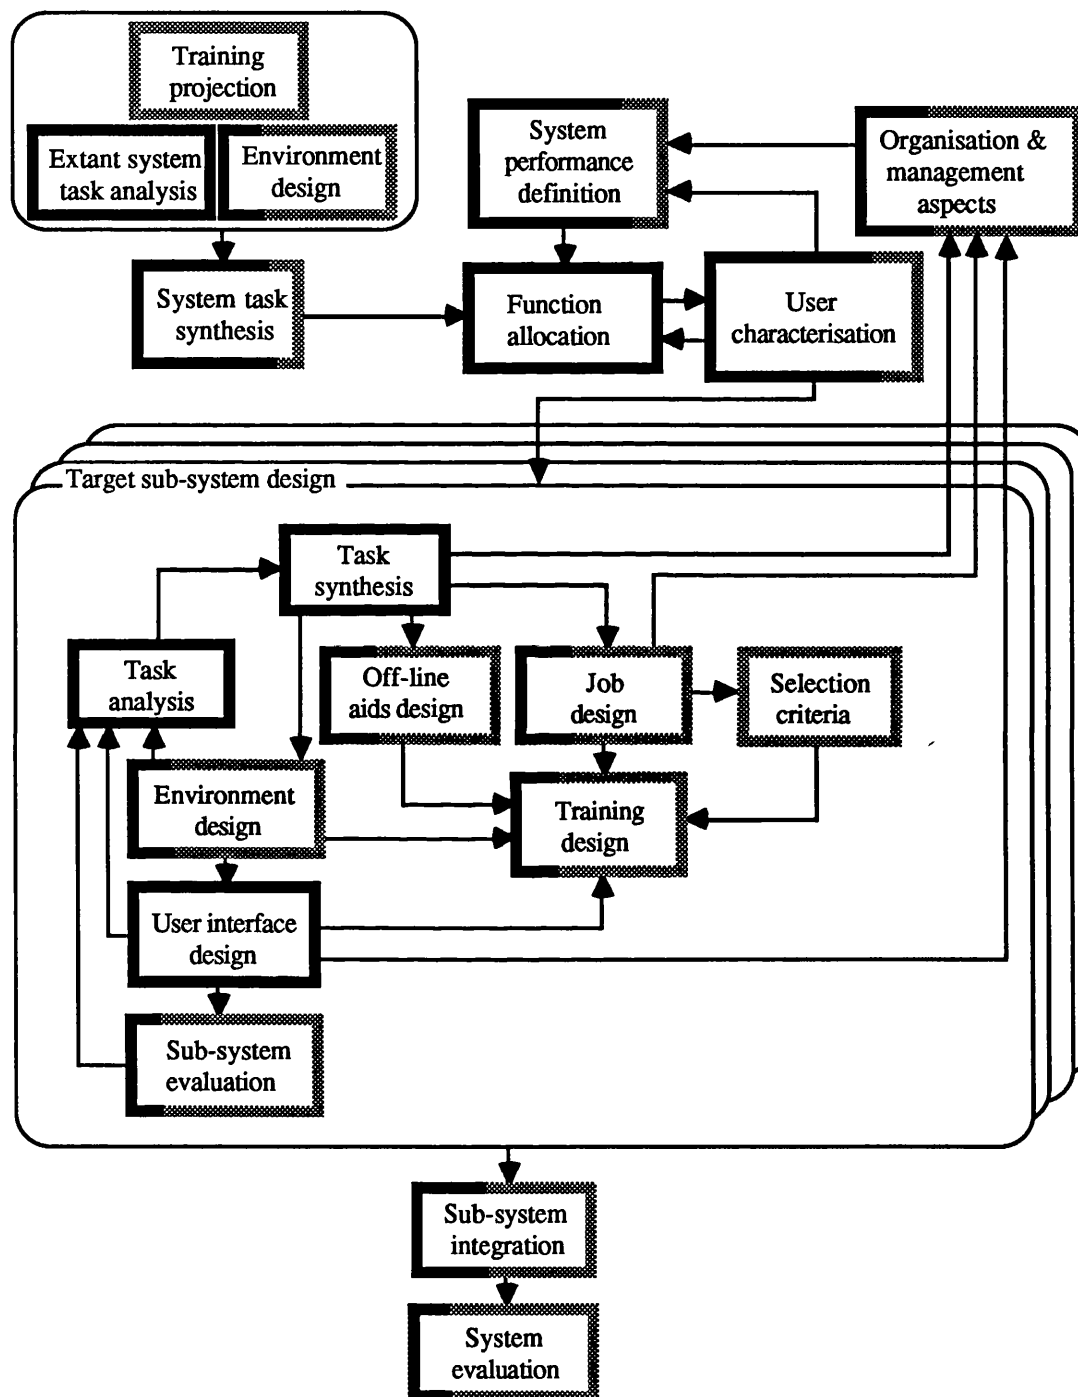 Training
projection
Extant system
task analysis
Environment
design
System
performance
definition
Organisation &
management
aspects
System task
synthesis
Function
allocation
User
characterisation
Target sub-system design
Task
synthesis
Task
analysis
Off-line
aids design
Job
design
Selection
criteria
Environment
design
Training
design
User interface
design
Sub-system
evaluation
Sub-system
integration
System
evaluation